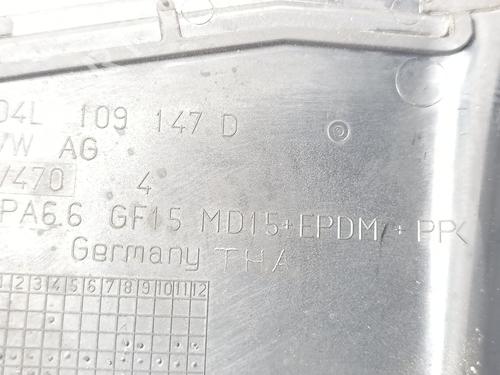 04L 109 147 D
VW AG
/470 4
PA6.6 GF15 MD15+EPDM/+PP<
Germany THA
1 2 3 4 5 6 7 8 9 10 11 12